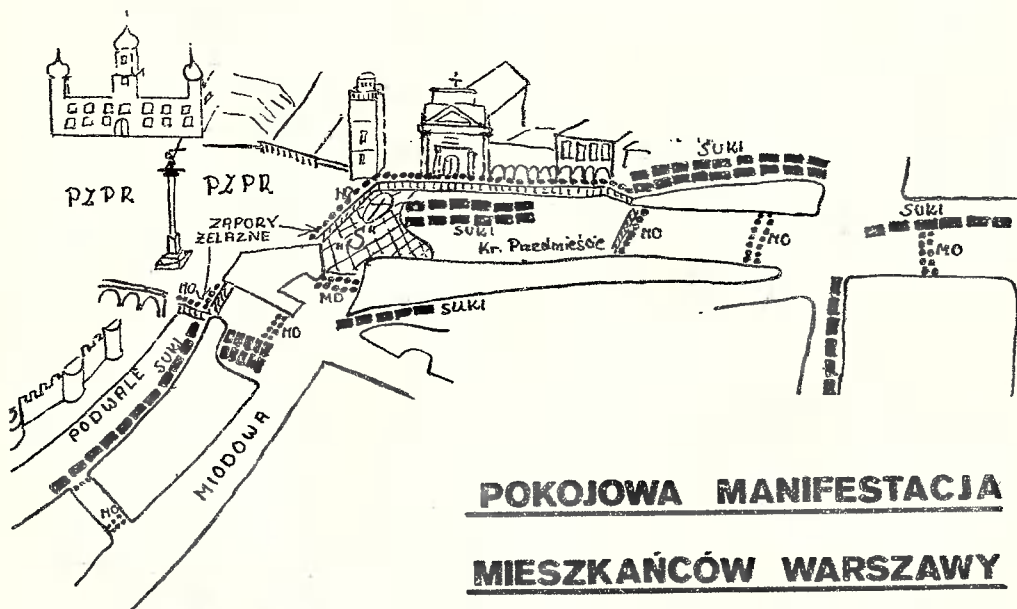 SUKI
PZPR
PZPR
MO
ZAPORY
ŻELAZNE
"S"
SUKI
Kr. Przedmieście
MO
MO
SUKI
MO
MO
MO
SUKI
MO
SUKI
PODWALE
MIODOWA
MO
POKOJOWA MANIFESTACJA
MIESZKAŃCÓW WARSZAWY